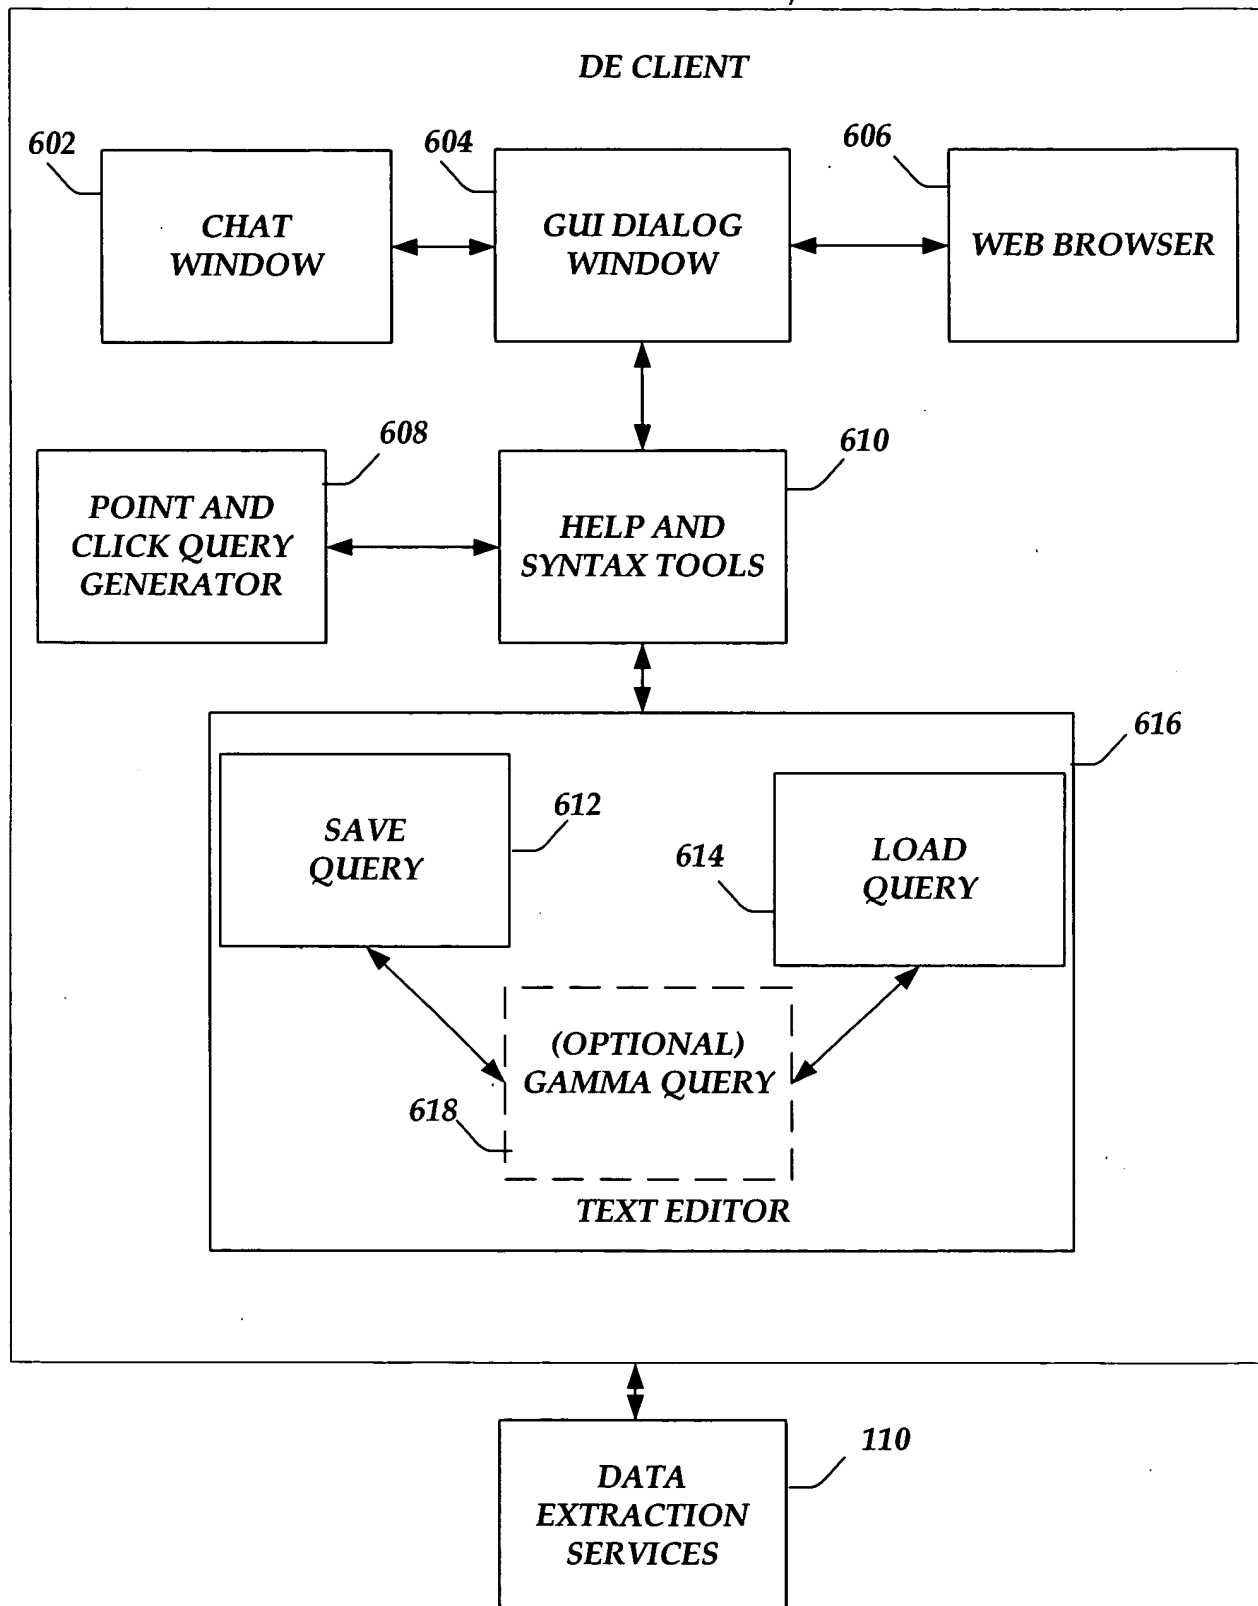 DE CLIENT
602
604
606
CHAT
WINDOW
GUI DIALOG
WINDOW
WEB BROWSER
608
610
POINT AND
CLICK QUERY
GENERATOR
HELP AND
SYNTAX TOOLS
616
SAVE
QUERY
612
614
LOAD
QUERY
(OPTIONAL)
GAMMA QUERY
618
TEXT EDITOR
110
DATA
EXTRACTION
SERVICES